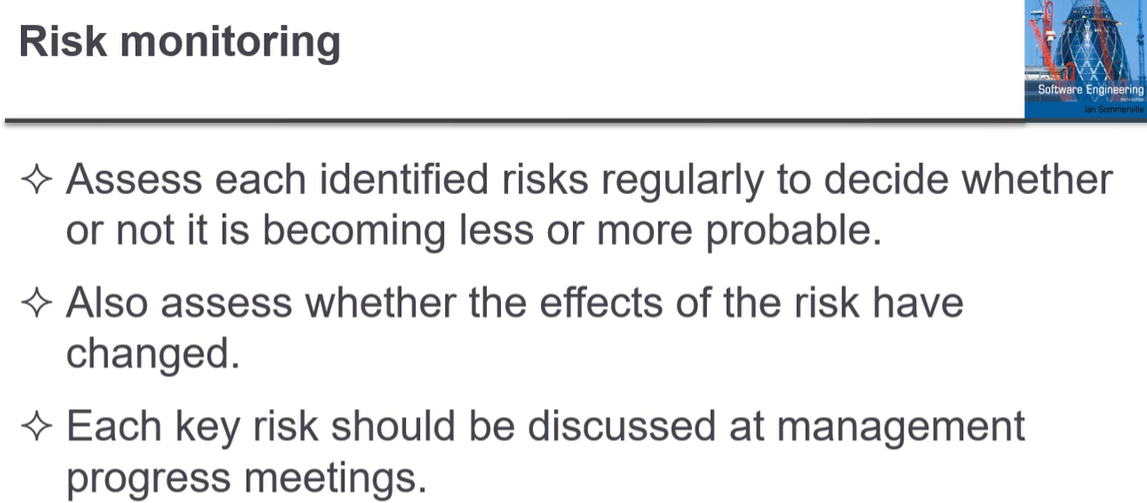 Risk monitoring
Software Engineering
Ian Sommerville
✧ Assess each identified risks regularly to decide whether
or not it is becoming less or more probable.
✧ Also assess whether the effects of the risk have
changed.
✧ Each key risk should be discussed at management
progress meetings.